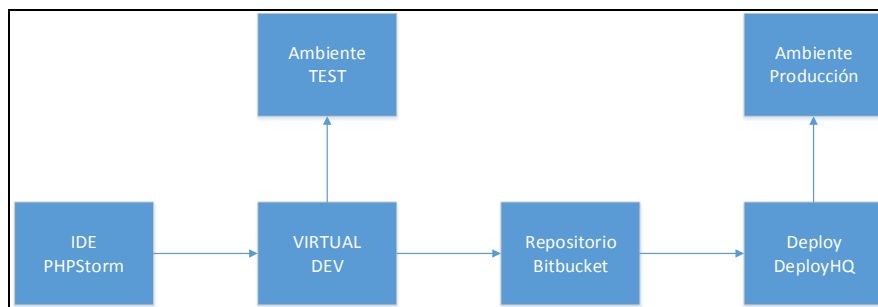 Ambiente
TEST
Ambiente
Producción
IDE
PHPStorm
VIRTUAL
DEV
Repositorio
Bitbucket
Deploy
DeployHQ